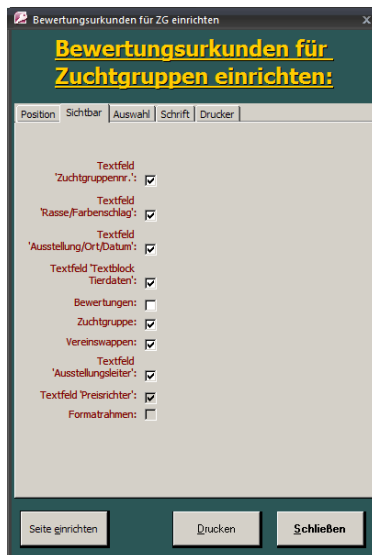 Bewertungsurkunden für ZG einrichten x
Bewertungsurkunden für
Zuchtgruppen einrichten:
Position Sichtbar Auswahl Schrift Drucker
Textfeld
'Zuchtgruppennr.':
Textfeld
'Rasse/Farbenschlag':
Textfeld
'Ausstellung/Ort/Datum':
Textfeld 'Textblock
Tierdaten':
Bewertungen:
Zuchtgruppe:
Vereinswappen:
Textfeld
'Ausstellungsleiter':
Textfeld 'Preisrichter':
Formatrahmen:
Seite einrichten Drucken Schließen